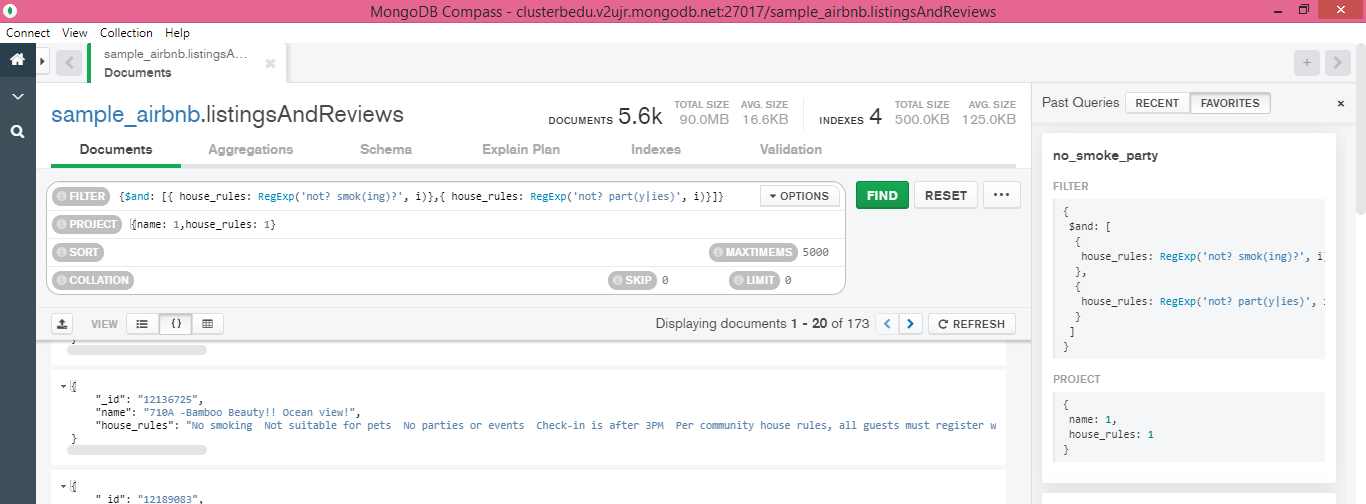 MongoDB Compass - clusterbedu.v2ujr.mongodb.net:27017/sample_airbnb.listingsAndReviews
Connect View Collection Help
sample_airbnb.listingsA...
Documents
sample_airbnb.listingsAndReviews
DOCUMENTS 5.6k TOTAL SIZE 90.0MB AVG. SIZE 16.6KB INDEXES 4 TOTAL SIZE 500.0KB AVG. SIZE 125.0KB
Documents Aggregations Schema Explain Plan Indexes Validation
FILTER {$and: [{ house_rules: RegExp('not? smok(ing)?', i)},{ house_rules: RegExp('not? part(y|ies)', i)}]} OPTIONS FIND RESET ...
PROJECT {name: 1,house_rules: 1}
SORT MAXTIMEMS 5000
COLLATION SKIP 0 LIMIT 0
VIEW {} Displaying documents 1 - 20 of 173 < > REFRESH
}
{
"_id": "12136725",
"name": "710A -Bamboo Beauty!! Ocean view!",
"house_rules": "No smoking  Not suitable for pets  No parties or events  Check-in is after 3PM  Per community house rules, all guests must register w
}
{
"_id": "12189083",
Past Queries RECENT FAVORITES ×
no_smoke_party
FILTER
{
$and: [
{
house_rules: RegExp('not? smok(ing)?', i
},
{
house_rules: RegExp('not? part(y|ies)',
}
]
}
PROJECT
{
name: 1,
house_rules: 1
}